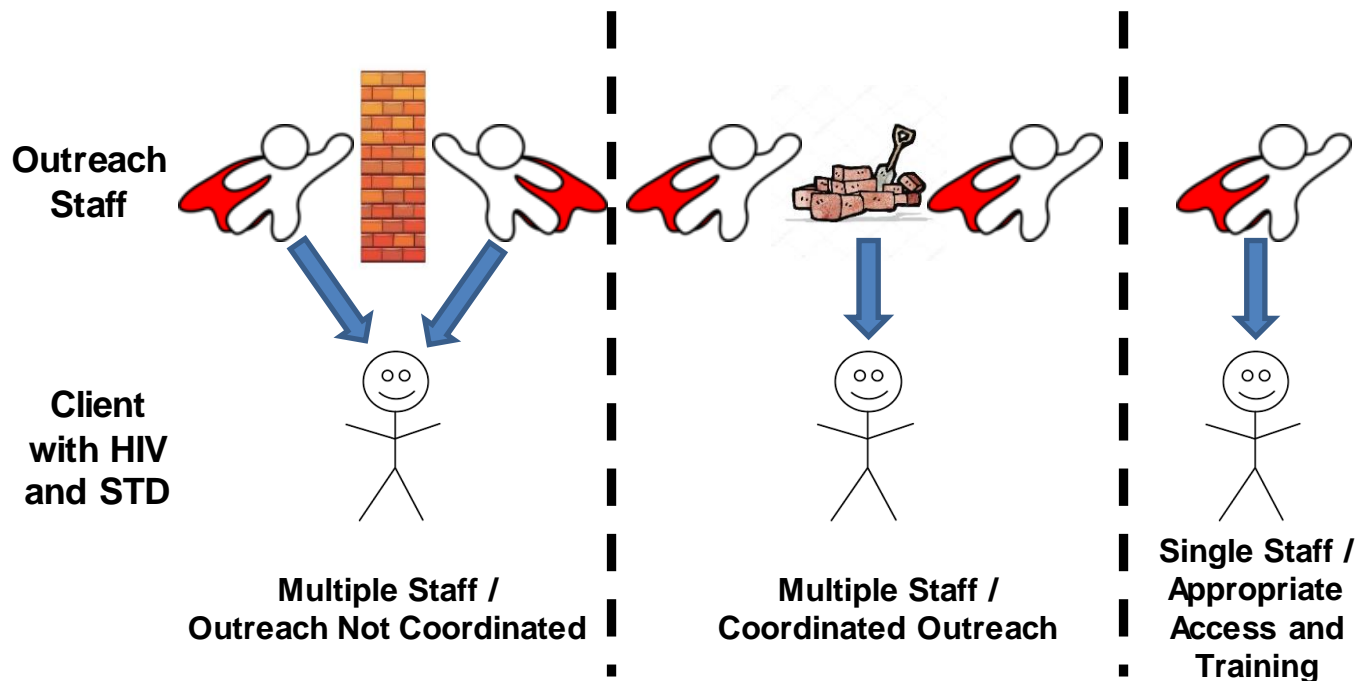 Outreach
Staff
Client
with HIV
and STD
Multiple Staff /
Outreach Not Coordinated
Multiple Staff /
Coordinated Outreach
Single Staff /
Appropriate
Access and
Training